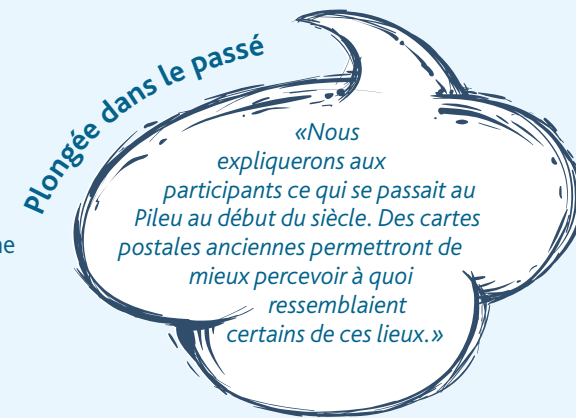 Plongée dans le passé
«Nous
expliquerons aux
participants ce qui se passait au
Pileu au début du siècle. Des cartes
postales anciennes permettront de
mieux percevoir à quoi
ressemblaient
certains de ces lieux.»